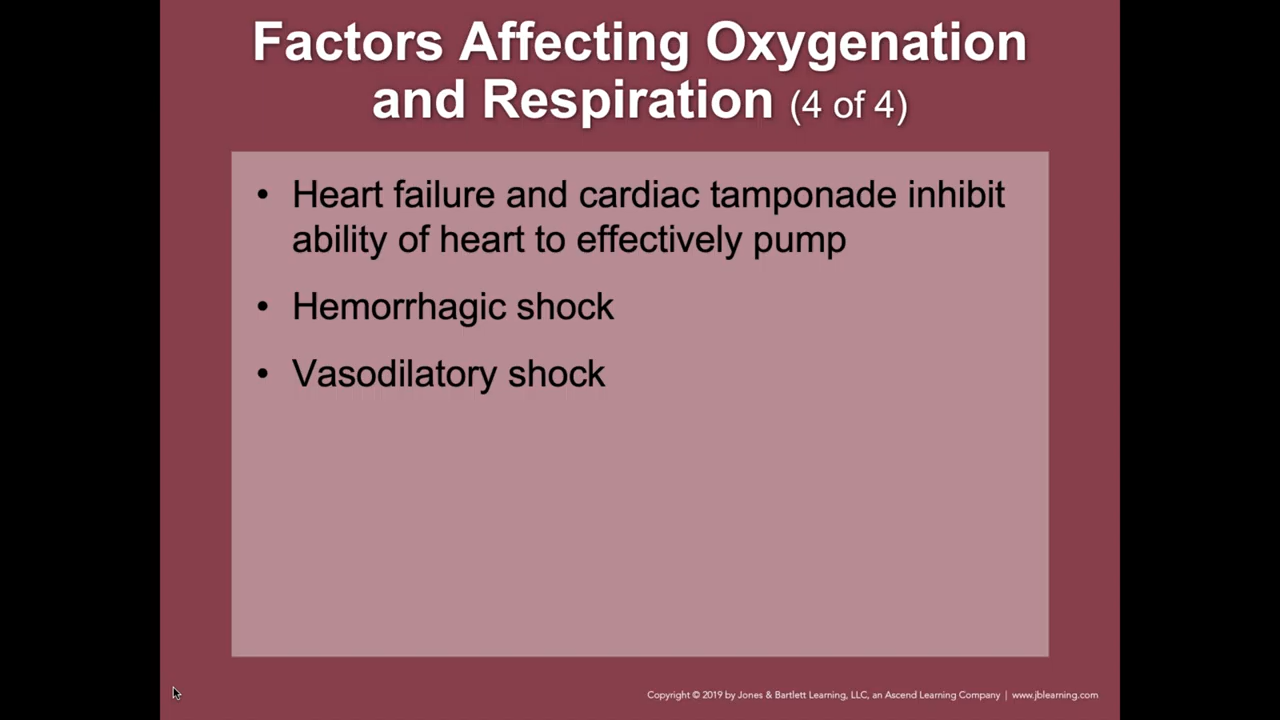 Factors Affecting Oxygenation
and Respiration (4 of 4)
• Heart failure and cardiac tamponade inhibit
ability of heart to effectively pump
• Hemorrhagic shock
• Vasodilatory shock
Copyright © 2019 by Jones & Bartlett Learning, LLC, an Ascend Learning Company | www.jblearning.com